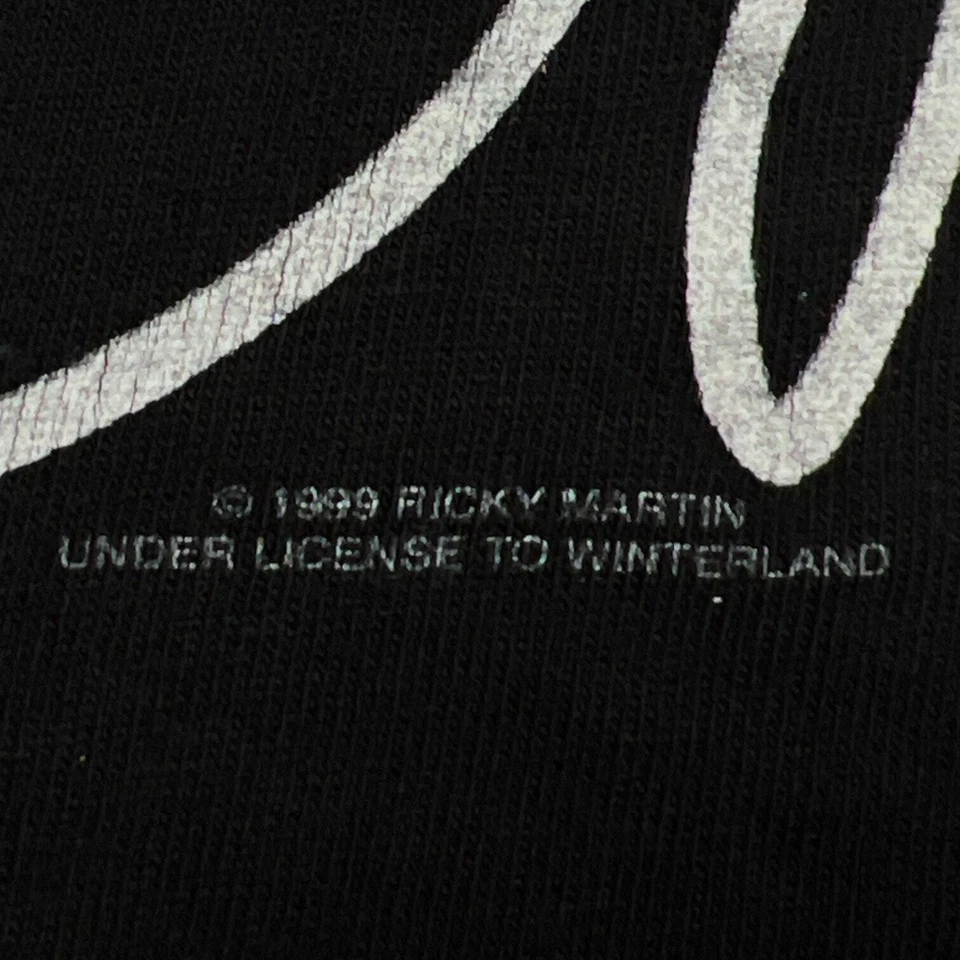 © 1999 RICKY MARTIN
UNDER LICENSE TO WINTERLAND